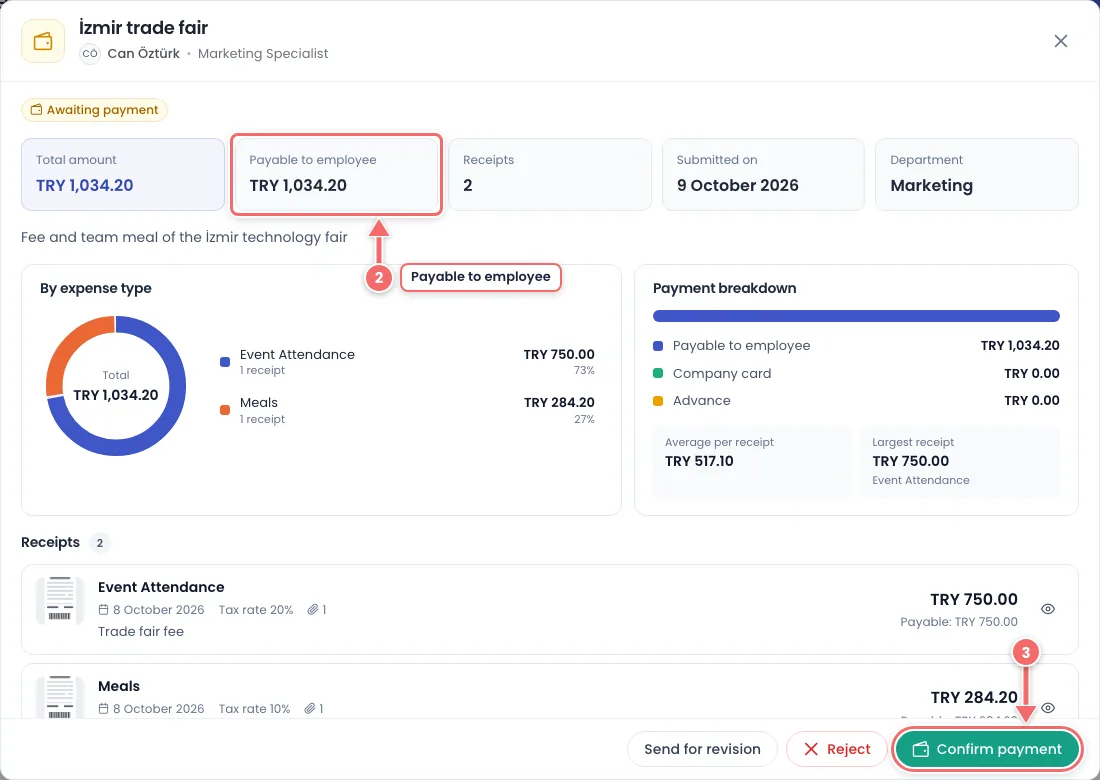 İzmir trade fair
CÖ Can Öztürk • Marketing Specialist
Awaiting payment
Total amount
TRY 1,034.20
Payable to employee
TRY 1,034.20
Receipts
2
Submitted on
9 October 2026
Department
Marketing
Fee and team meal of the İzmir technology fair
2 Payable to employee
By expense type
Total
TRY 1,034.20
Event Attendance TRY 750.00
1 receipt 73%
Meals TRY 284.20
1 receipt 27%
Payment breakdown
Payable to employee TRY 1,034.20
Company card TRY 0.00
Advance TRY 0.00
Average per receipt
TRY 517.10
Largest receipt
TRY 750.00
Event Attendance
Receipts 2
Event Attendance
8 October 2026 Tax rate 20% 1
Trade fair fee
TRY 750.00
Payable: TRY 750.00
3
Meals
8 October 2026 Tax rate 10% 1
TRY 284.20
Send for revision
Reject
Confirm payment